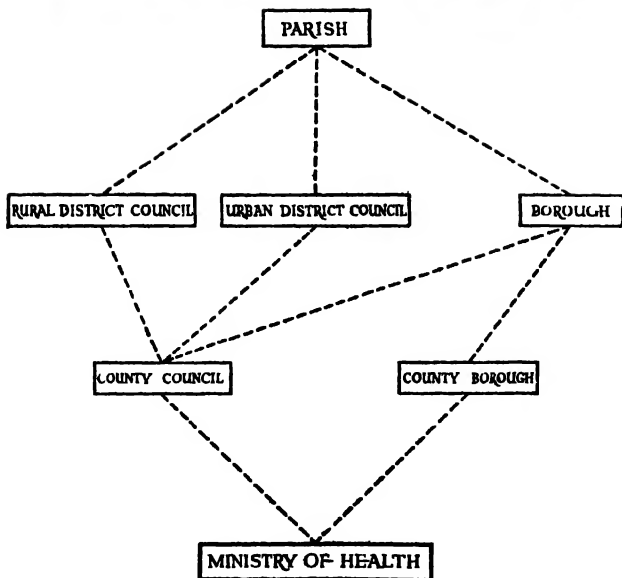 PARISH
RURAL DISTRICT COUNCIL
URBAN DISTRICT COUNCIL
BOROUGH
COUNTY COUNCIL
COUNTY BOROUGH
MINISTRY OF HEALTH